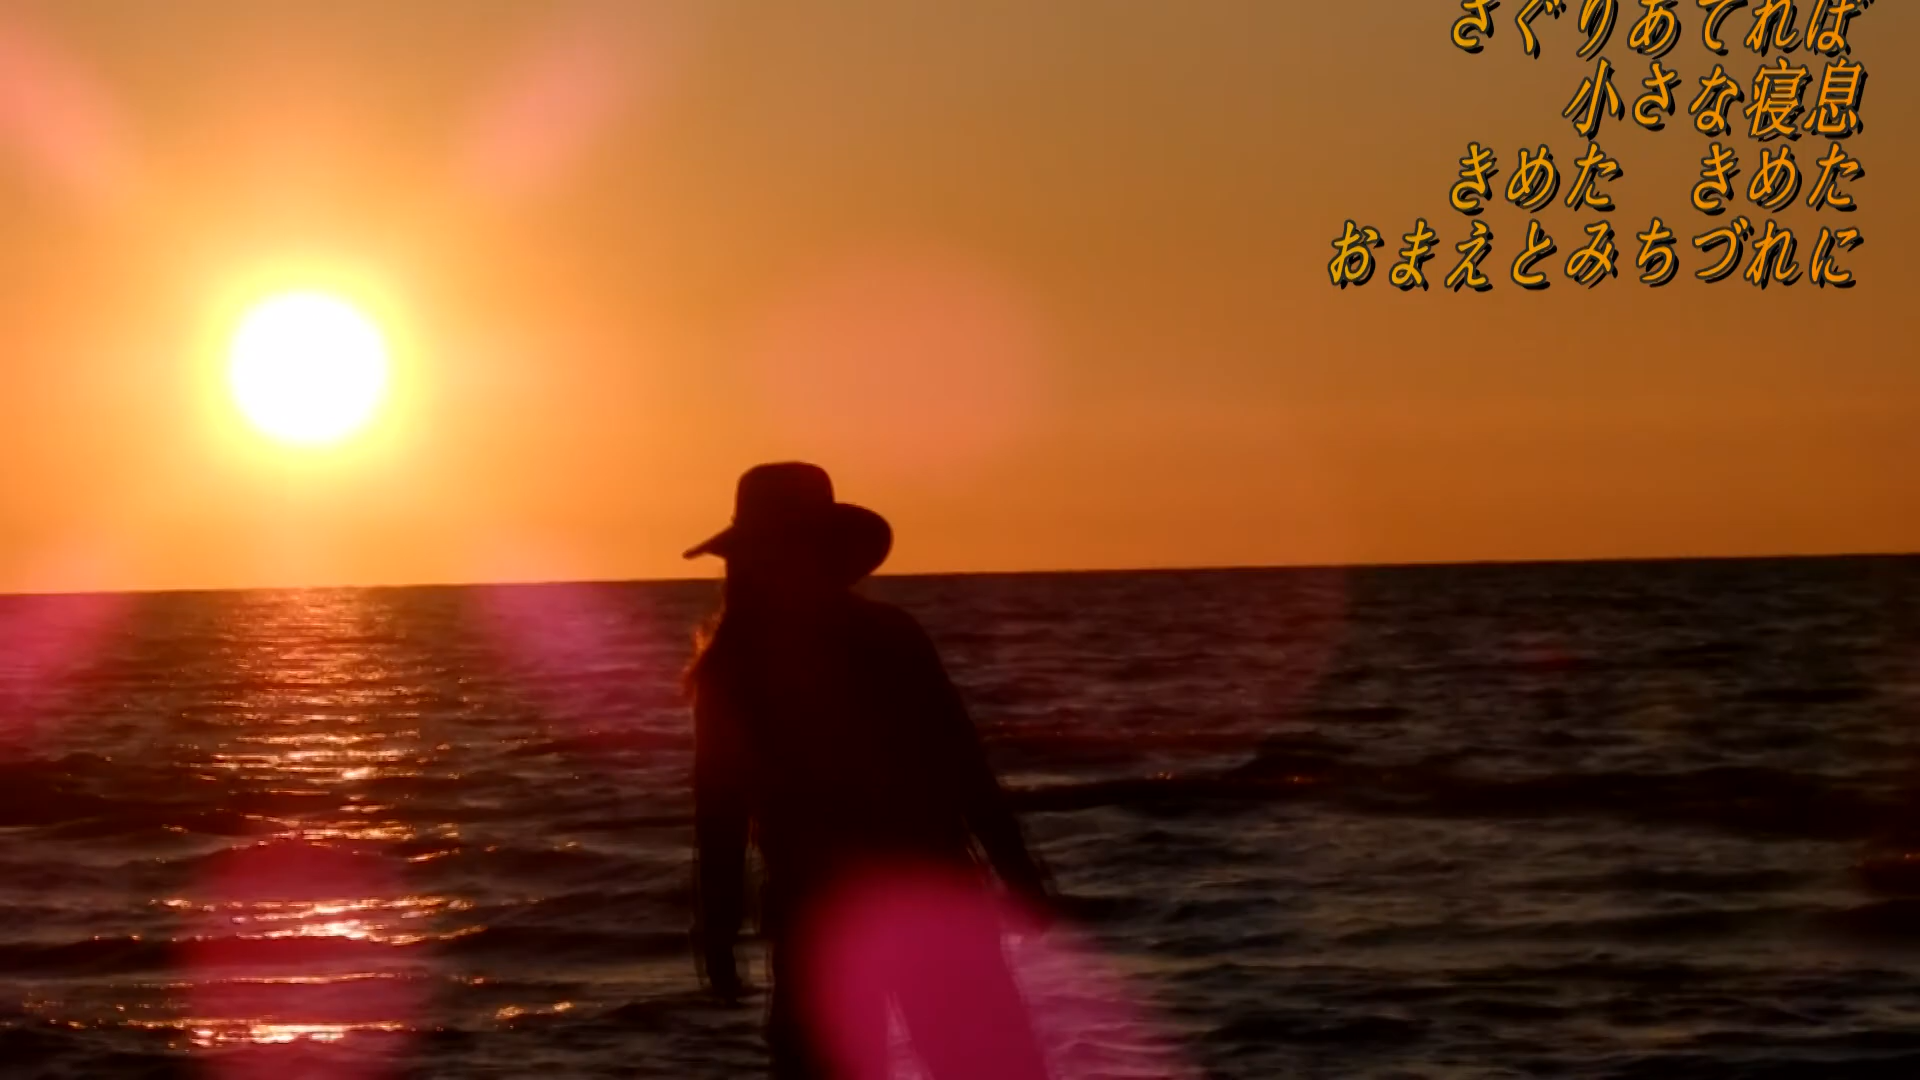 さぐりあてれば
小さな寝息
きめた　きめた
おまえとみちづれに